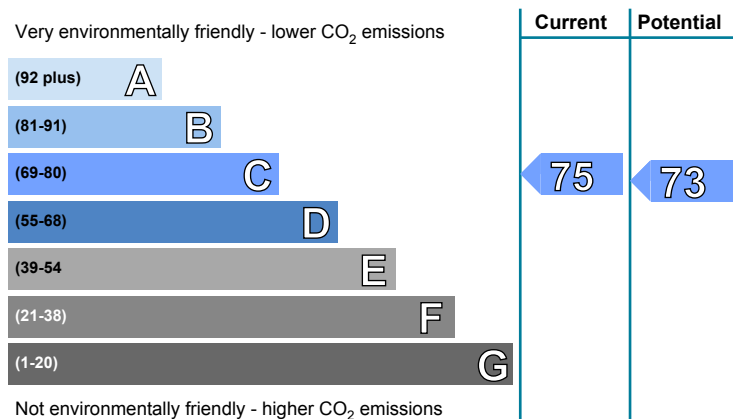 Current Potential
Very environmentally friendly - lower CO₂ emissions
(92 plus) A
(81-91) B
(69-80) C 75 73
(55-68) D
(39-54 E
(21-38) F
(1-20) G
Not environmentally friendly - higher CO₂ emissions